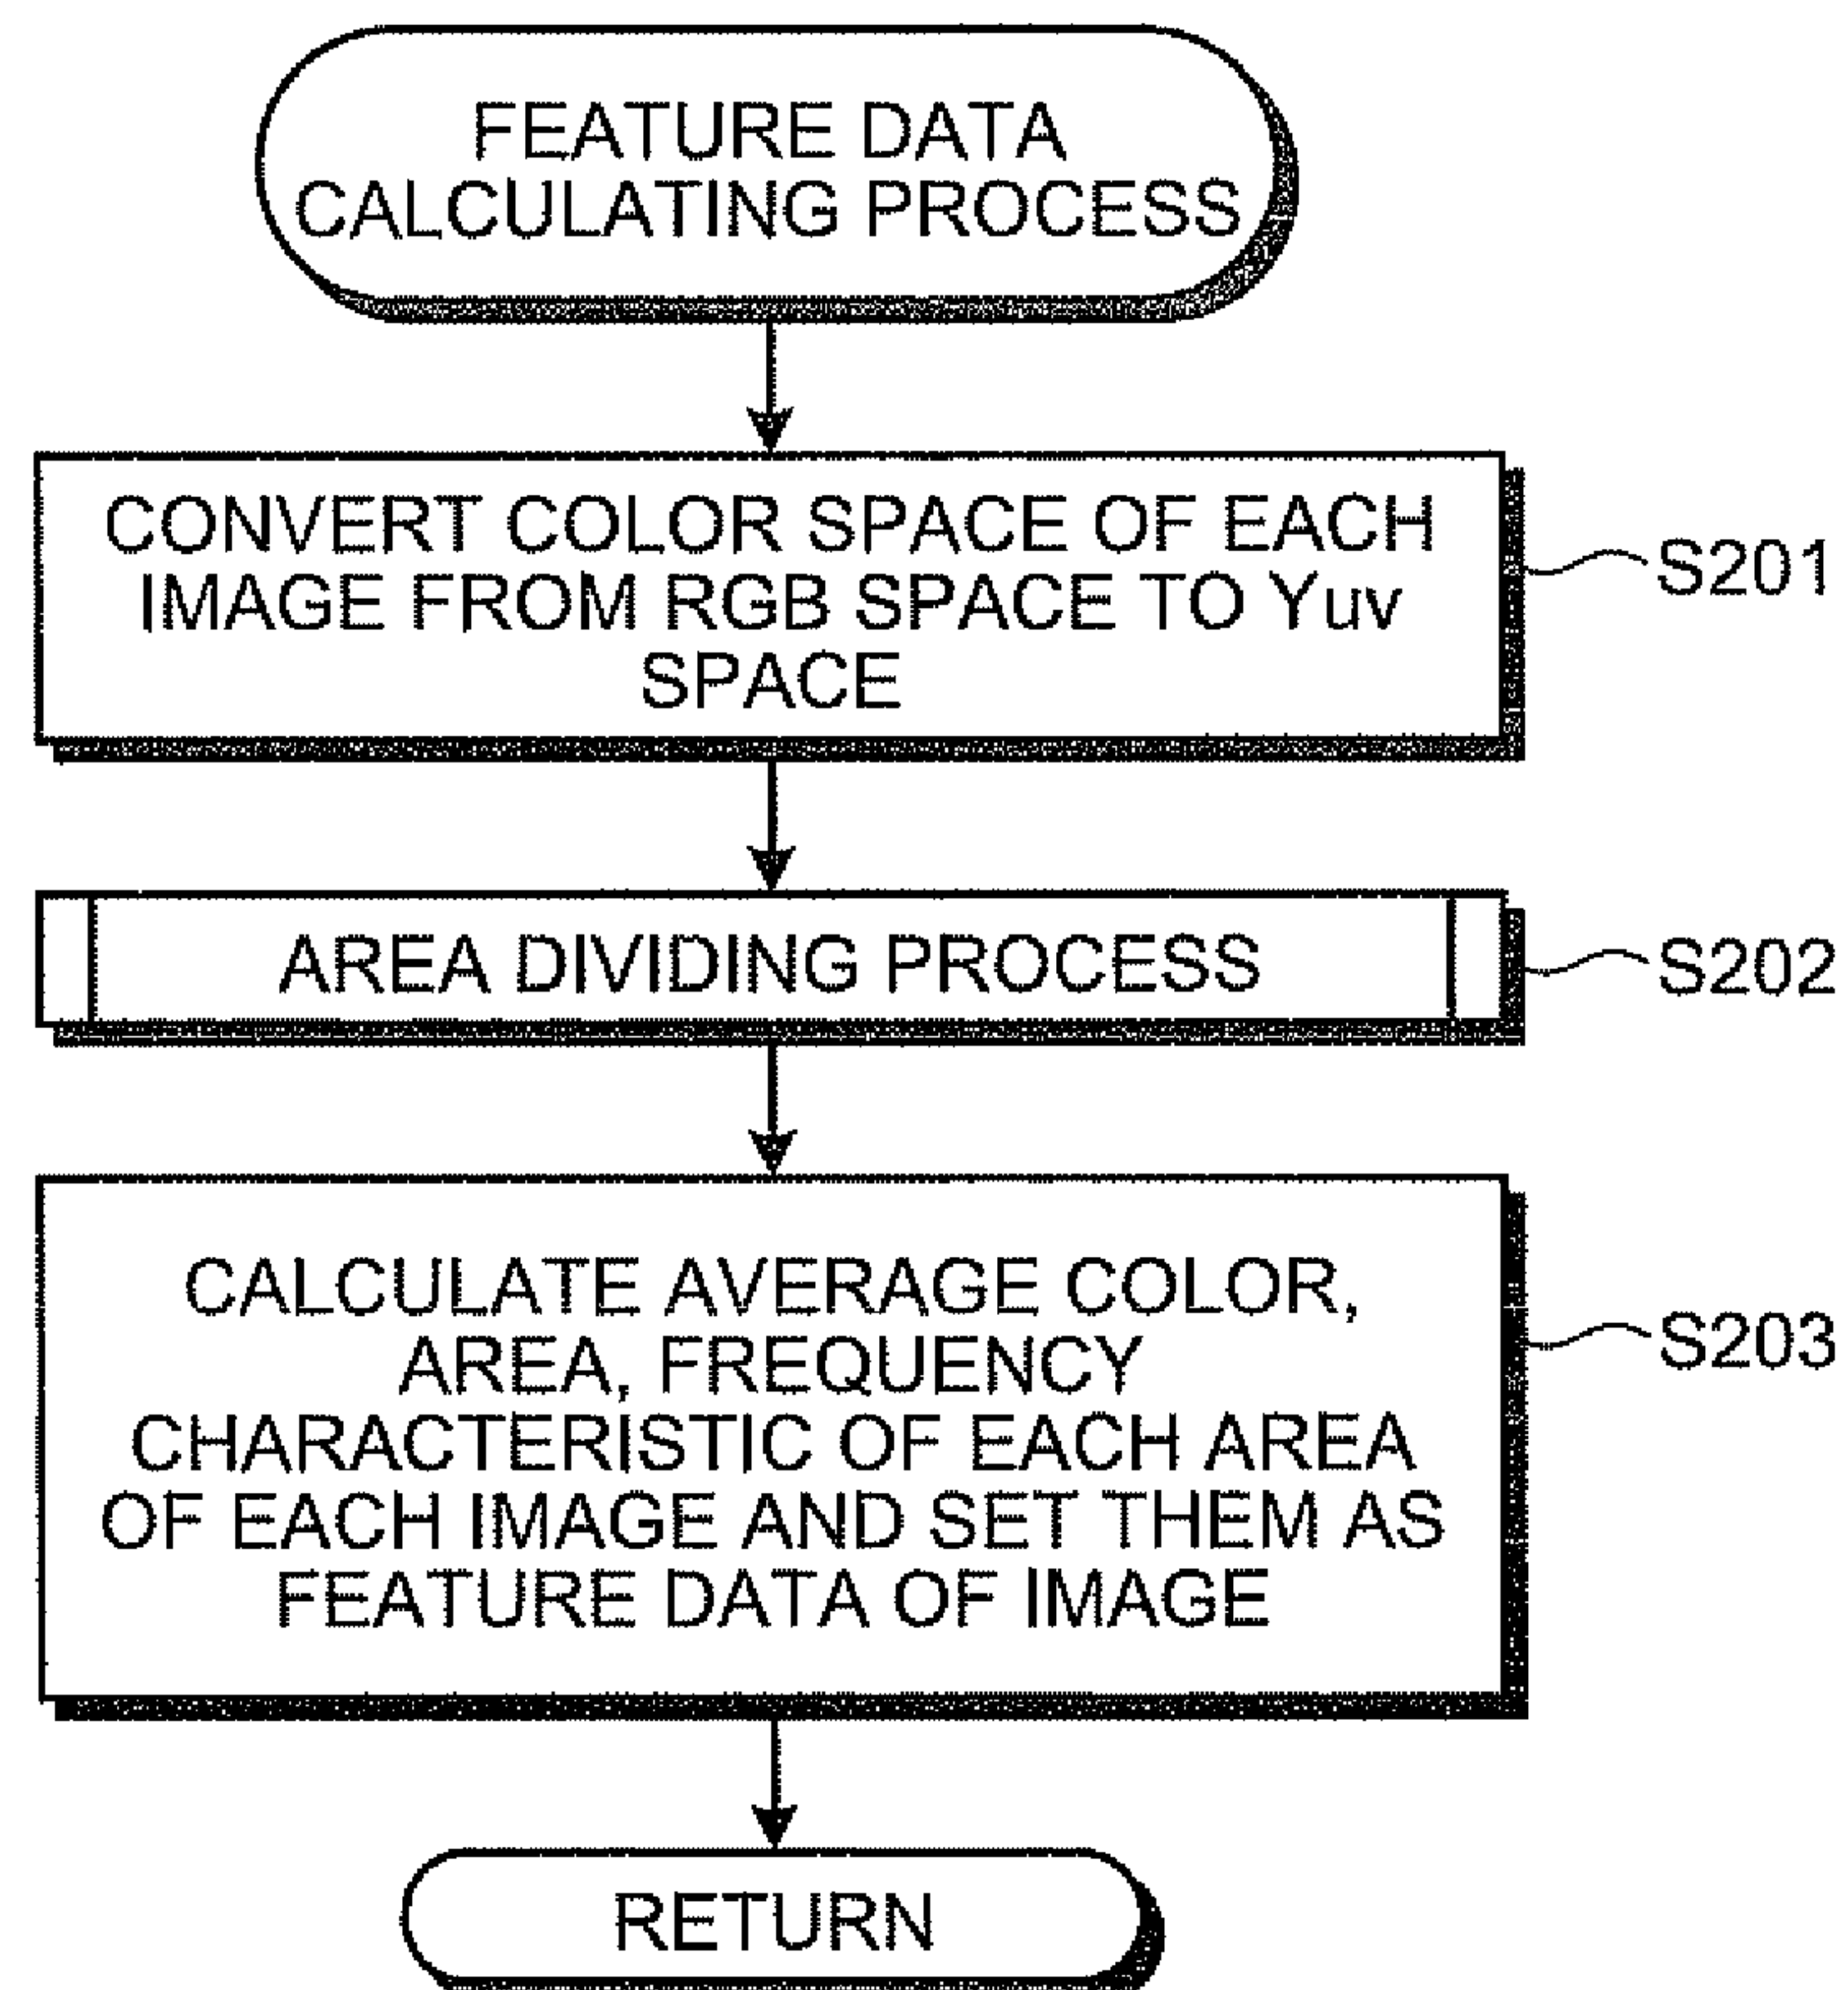 FEATURE DATA
CALCULATING PROCESS
CONVERT COLOR SPACE OF EACH
IMAGE FROM RGB SPACE TO Yuv
SPACE
S201
AREA DIVIDING PROCESS
S202
CALCULATE AVERAGE COLOR,
AREA, FREQUENCY
CHARACTERISTIC OF EACH AREA
OF EACH IMAGE AND SET THEM AS
FEATURE DATA OF IMAGE
S203
RETURN